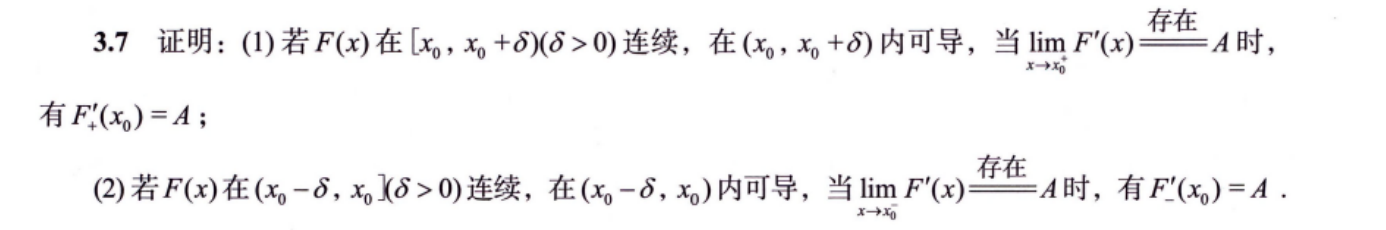 3.7 证明：(1) 若 F(x) 在 [x₀, x₀+δ)(δ>0) 连续，在 (x₀, x₀+δ) 内可导，当 lim_{x→x₀⁺} F′(x) \xlongequal{存在} A 时，
有 F′₊(x₀)=A；
(2) 若 F(x) 在 (x₀−δ, x₀](δ>0) 连续，在 (x₀−δ, x₀) 内可导，当 lim_{x→x₀⁻} F′(x) \xlongequal{存在} A 时，有 F′₋(x₀)=A．